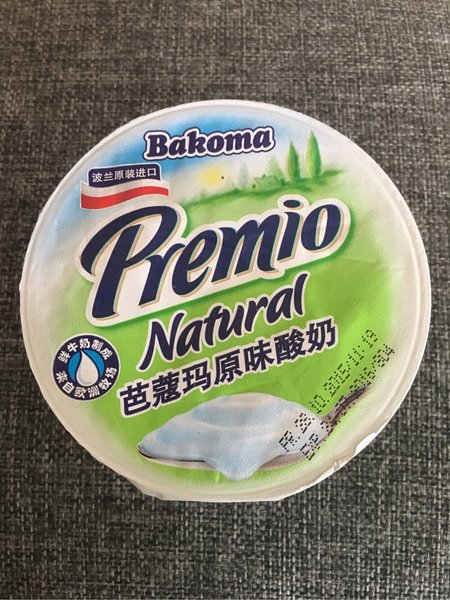 Bakoma
波兰原装进口
Premio
Natural
芭蔻玛原味酸奶
鲜牛奶制成
来自欧洲牧场